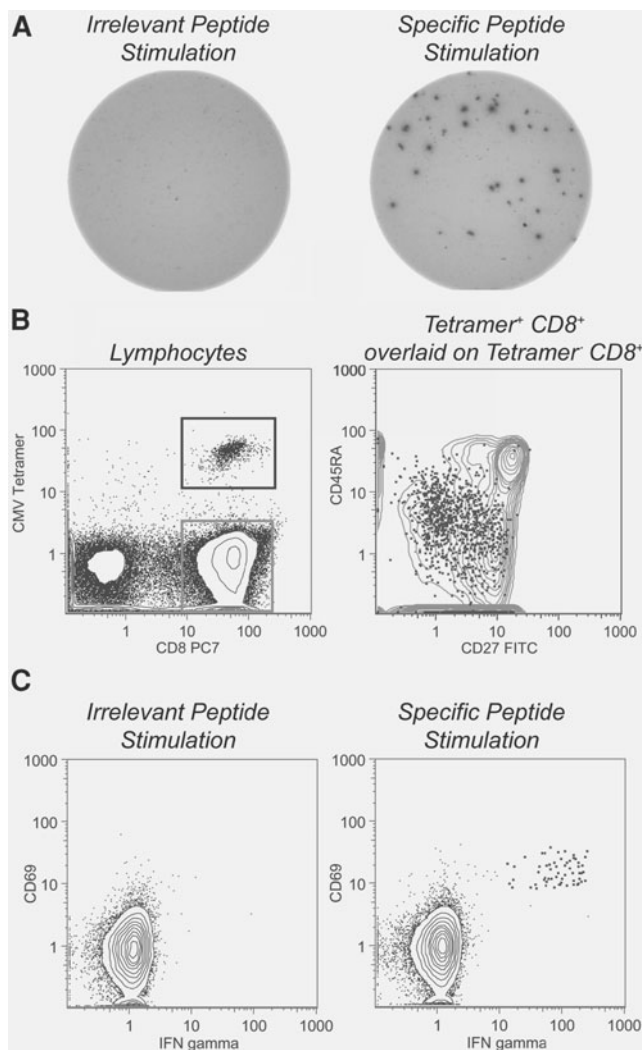 A
Irrelevant Peptide
Stimulation
Specific Peptide
Stimulation
B
Lymphocytes
Tetramer+ CD8+
overlaid on Tetramer- CD8+
CMV Tetramer
1000
100
10
1
1
10
100
1000
CD8 PC7
CD45RA
1000
100
10
1
1
10
100
1000
CD27 FITC
C
Irrelevant Peptide
Stimulation
Specific Peptide
Stimulation
CD69
1000
100
10
1
1
10
100
1000
IFN gamma
CD69
1000
100
10
1
1
10
100
1000
IFN gamma